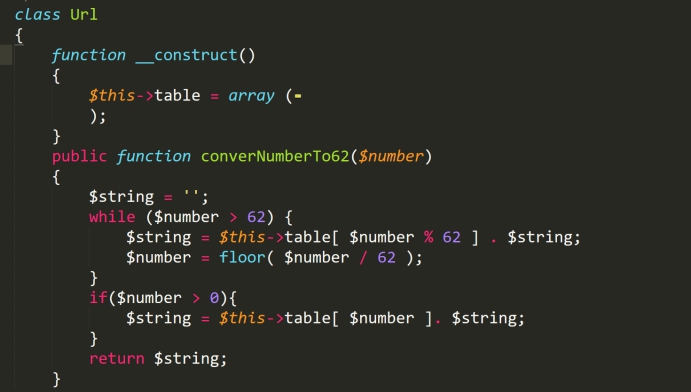 class Url
{
function __construct()
{
$this->table = array (
);
}
public function converNumberTo62($number)
{
$string = '';
while ($number > 62) {
$string = $this->table[ $number % 62 ] . $string;
$number = floor( $number / 62 );
}
if($number > 0){
$string = $this->table[ $number ]. $string;
}
return $string;
}